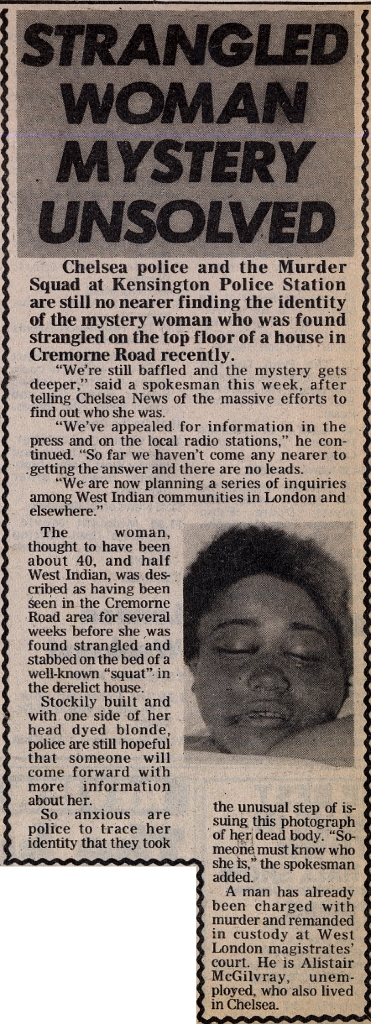 STRANGLED
WOMAN
MYSTERY
UNSOLVED
Chelsea police and the Murder
Squad at Kensington Police Station
are still no nearer finding the identity
of the mystery woman who was found
strangled on the top floor of a house in
Cremorne Road recently.
"We're still baffled and the mystery gets
deeper," said a spokesman this week, after
telling Chelsea News of the massive efforts to
find out who she was.
"We've appealed for information in the
press and on the local radio stations," he con-
tinued. "So far we haven't come any nearer to
getting the answer and there are no leads.
"We are now planning a series of inquiries
among West Indian communities in London and
elsewhere."
The woman,
thought to have been
about 40, and half
West Indian, was des-
cribed as having been
seen in the Cremorne
Road area for several
weeks before she was
found strangled and
stabbed on the bed of a
well-known "squat" in
the derelict house.
Stockily built and
with one side of her
head dyed blonde,
police are still hopeful
that someone will
come forward with
more information
about her.
So anxious are
police to trace her
identity that they took
the unusual step of is-
suing this photograph
of her dead body. "So-
meone must know who
she is," the spokesman
added.
A man has already
been charged with
murder and remanded
in custody at West
London magistrates'
court. He is Alistair
McGilvray, unem-
ployed, who also lived
in Chelsea.